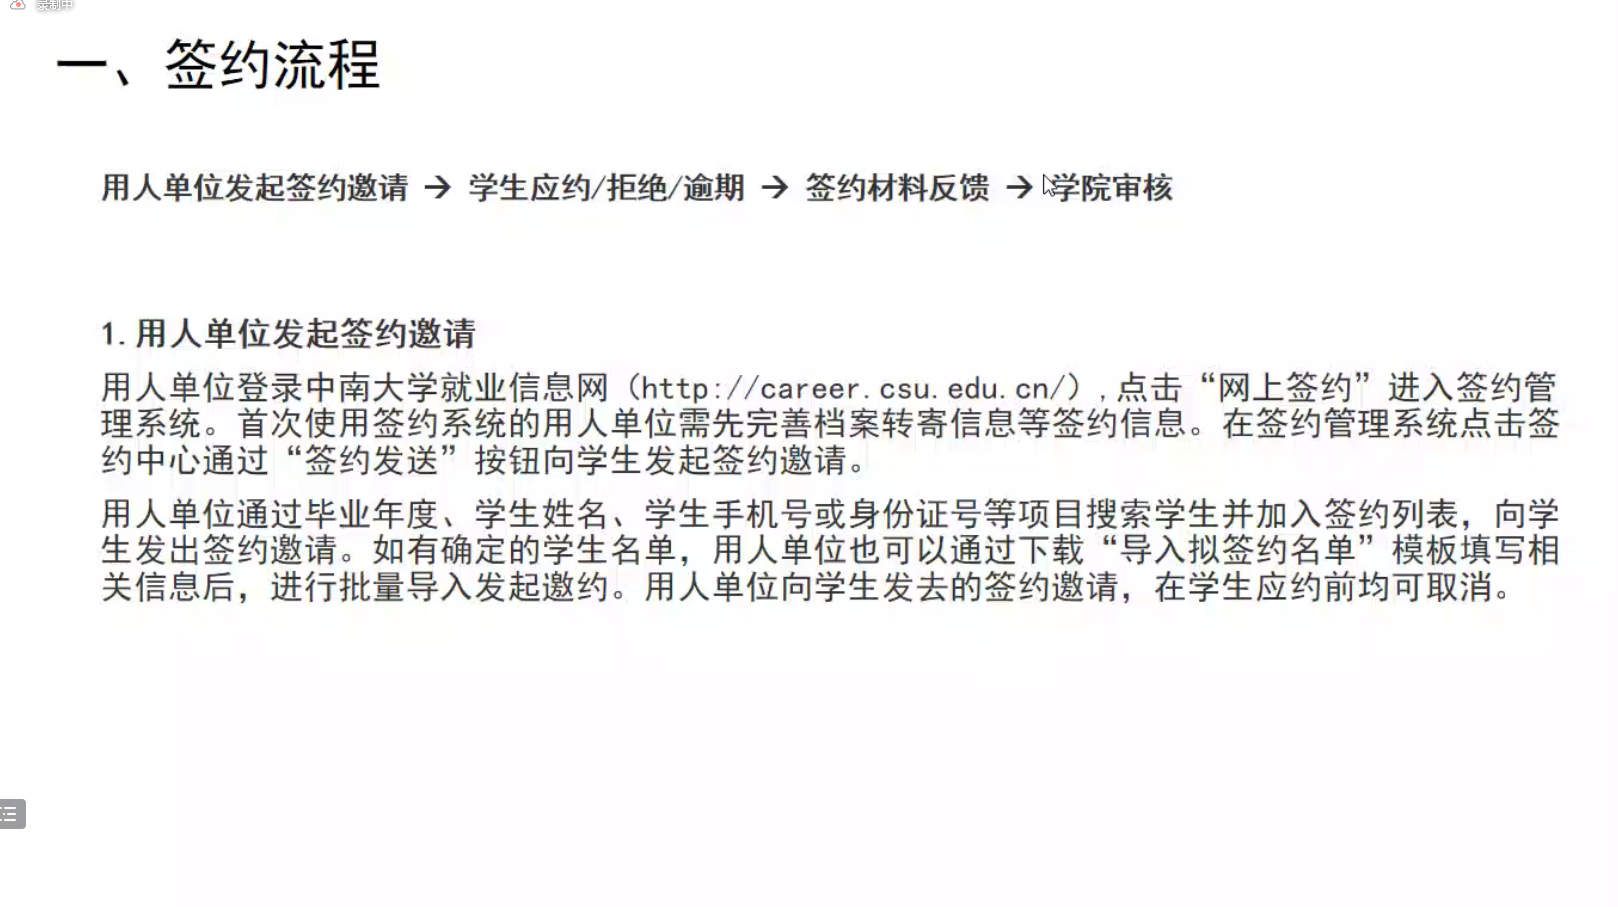 录制中
一、签约流程
用人单位发起签约邀请 → 学生应约/拒绝/逾期 → 签约材料反馈 → 学院审核
1.用人单位发起签约邀请
用人单位登录中南大学就业信息网（http://career.csu.edu.cn/）,点击“网上签约”进入签约管
理系统。首次使用签约系统的用人单位需先完善档案转寄信息等签约信息。在签约管理系统点击签
约中心通过“签约发送”按钮向学生发起签约邀请。
用人单位通过毕业年度、学生姓名、学生手机号或身份证号等项目搜索学生并加入签约列表，向学
生发出签约邀请。如有确定的学生名单，用人单位也可以通过下载“导入拟签约名单”模板填写相
关信息后，进行批量导入发起邀约。用人单位向学生发去的签约邀请，在学生应约前均可取消。